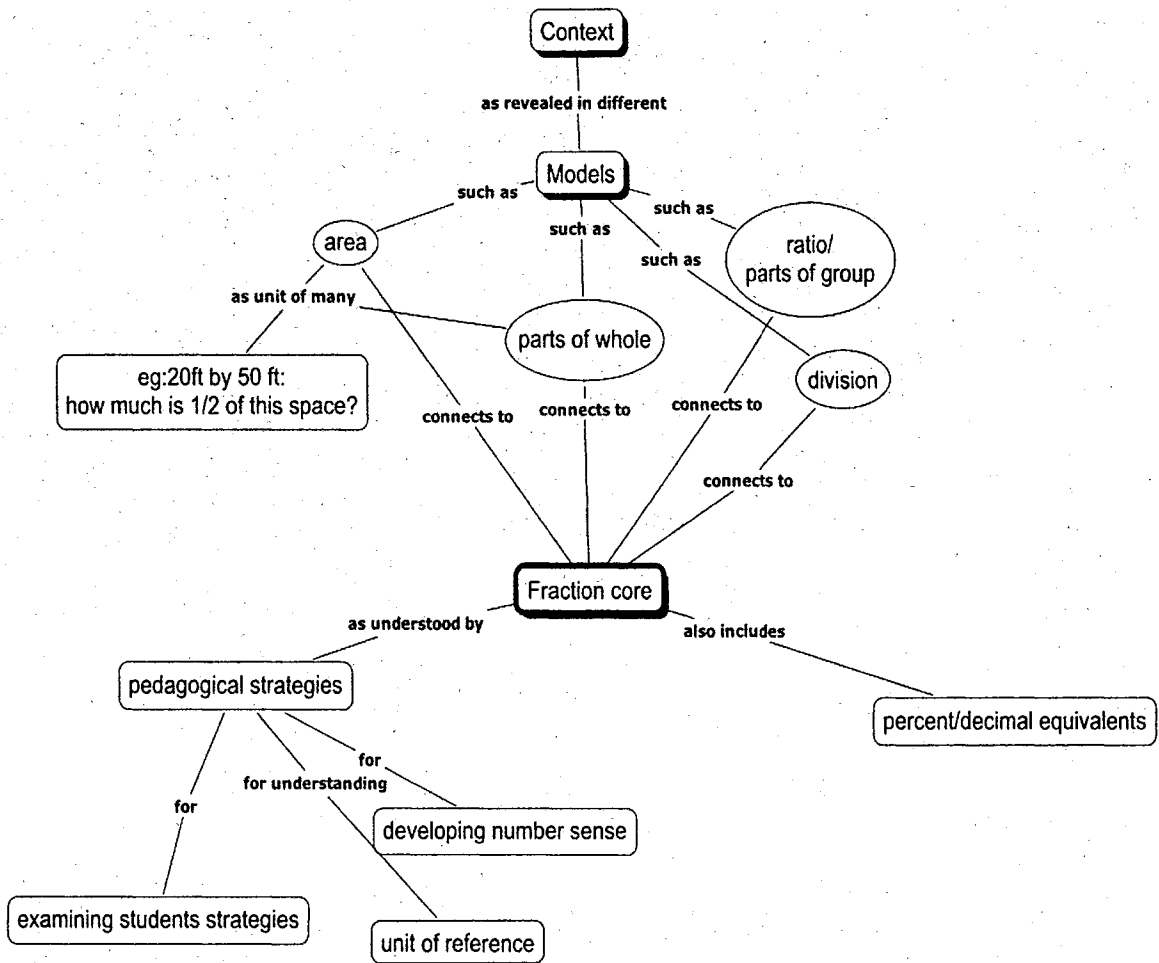 Context
as revealed in different
Models
such as
such as
such as
such as
area
ratio/
parts of group
as unit of many
parts of whole
division
eg:20ft by 50 ft:
how much is 1/2 of this space?
connects to
connects to
connects to
connects to
Fraction core
as understood by
also includes
pedagogical strategies
percent/decimal equivalents
for
for understanding
for
developing number sense
examining students strategies
unit of reference